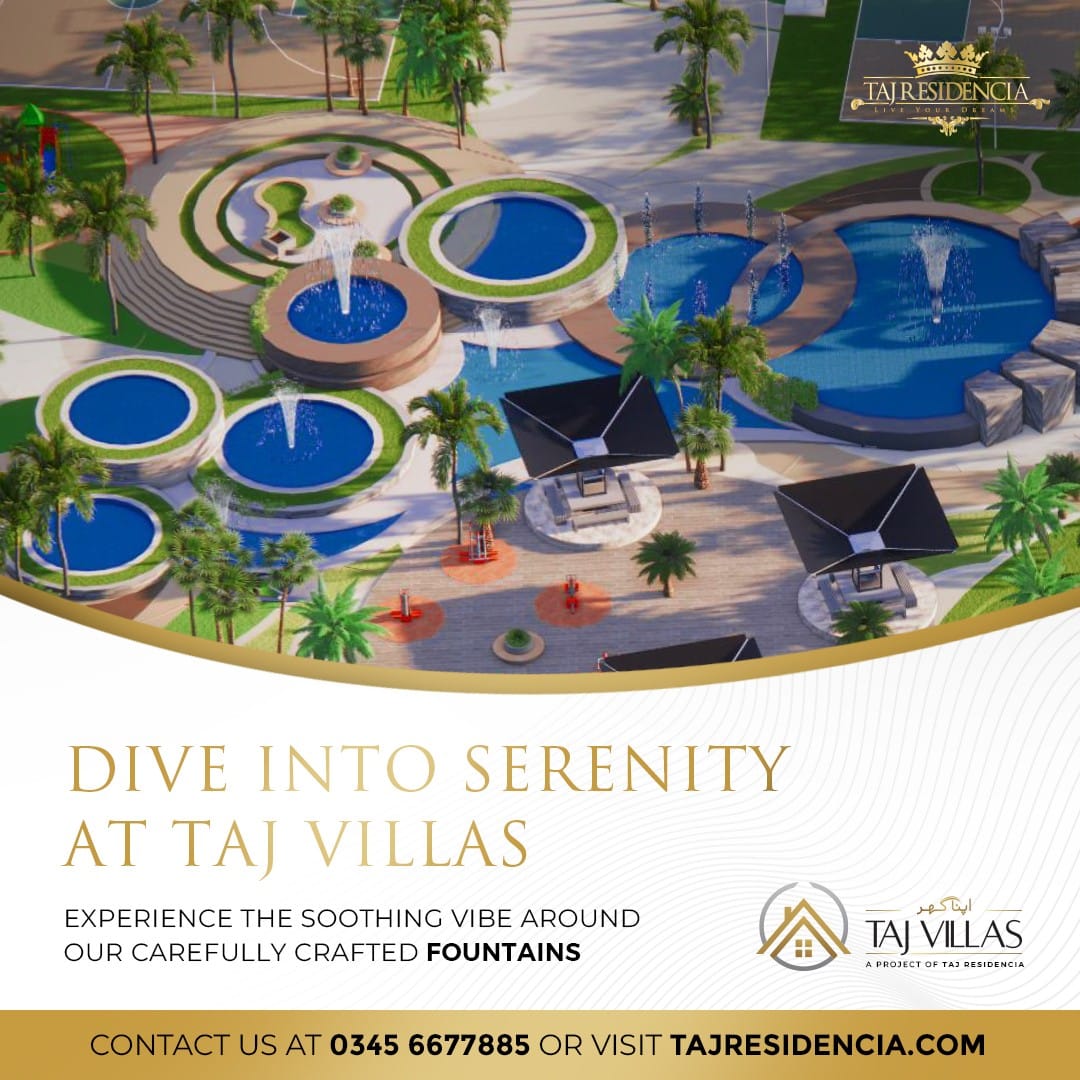 TAJ RESIDENCIA
LIVE YOUR DREAMS
DIVE INTO SERENITY
AT TAJ VILLAS
EXPERIENCE THE SOOTHING VIBE AROUND
OUR CAREFULLY CRAFTED FOUNTAINS
اپنا گھر
TAJ VILLAS
A PROJECT OF TAJ RESIDENCIA
CONTACT US AT 0345 6677885 OR VISIT TAJRESIDENCIA.COM